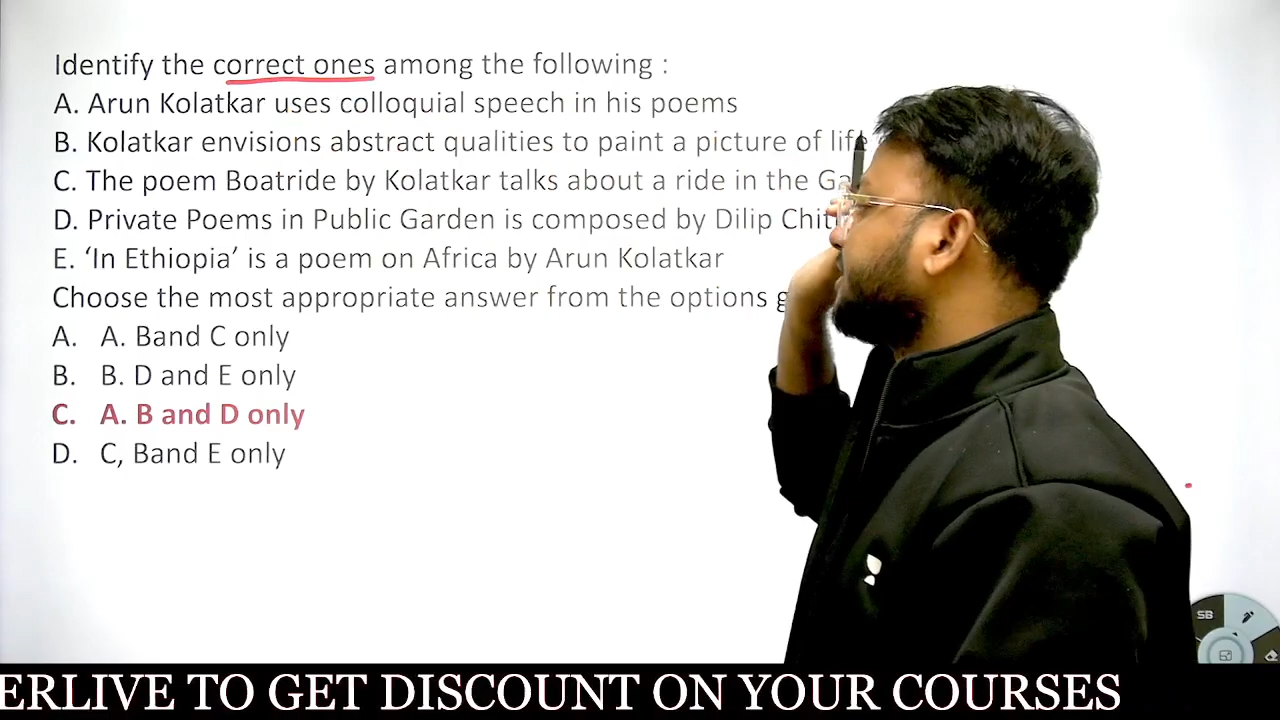 Identify the correct ones among the following :
A. Arun Kolatkar uses colloquial speech in his poems
B. Kolatkar envisions abstract qualities to paint a picture of life
C. The poem Boatride by Kolatkar talks about a ride in the
D. Private Poems in Public Garden is composed by Dilip
E. ‘In Ethiopia’ is a poem on Africa by Arun Kolatkar
Choose the most appropriate answer from the options
A. A. Band C only
B. B. D and E only
C. A. B and D only
D. C, Band E only
SB
ERLIVE TO GET DISCOUNT ON YOUR COURSES